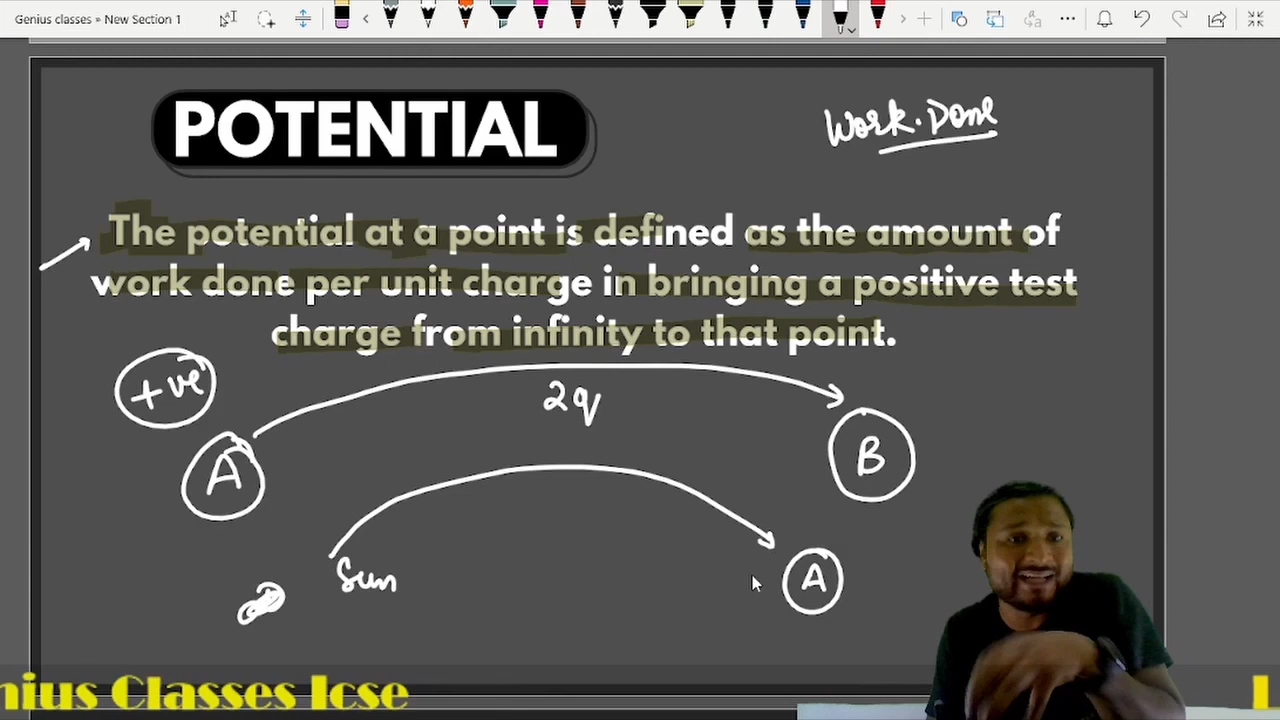 Genius classes » New Section 1
POTENTIAL
Work. Done
The potential at a point is defined as the amount of
work done per unit charge in bringing a positive test
charge from infinity to that point.
+ve
2q
A
B
Sun
A
nius Classes Icse
L